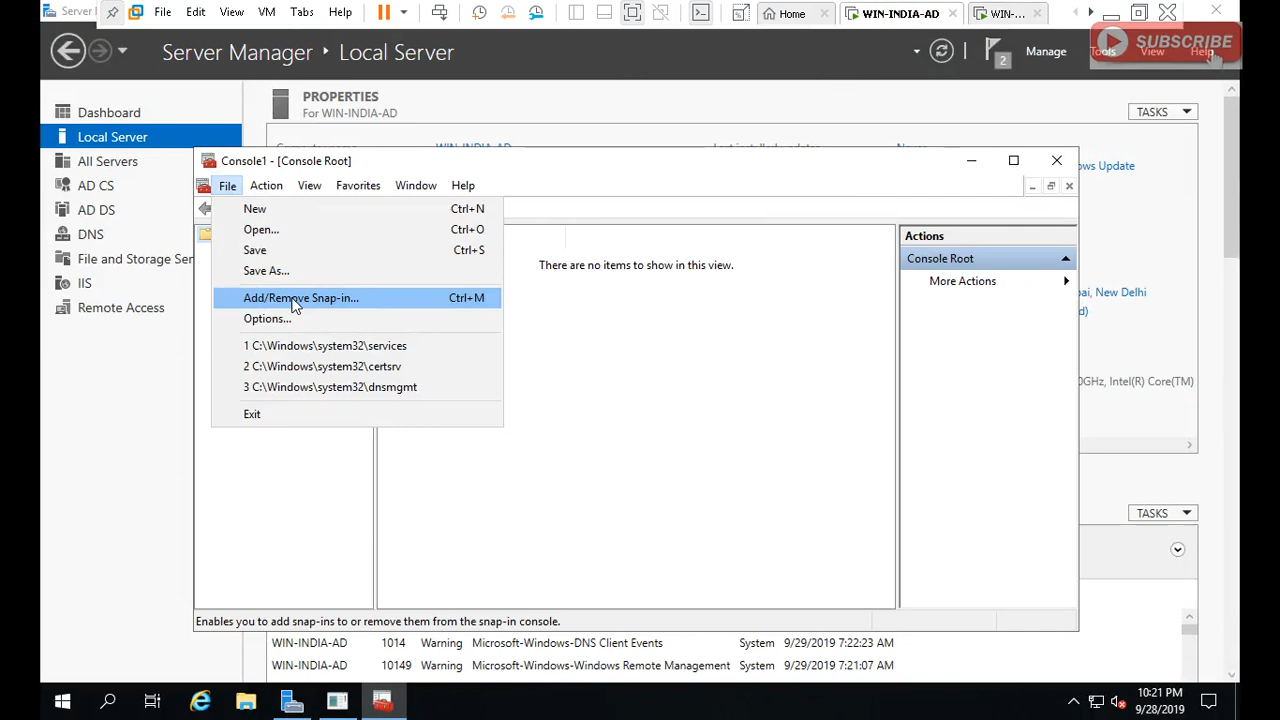 Server
File Edit View VM Tabs Help
Home
WIN-INDIA-AD
WIN-...
Server Manager ▸ Local Server
2
Manage
Tools
View
Help
SUBSCRIBE
Dashboard
Local Server
All Servers
AD CS
AD DS
DNS
File and Storage Ser
IIS
Remote Access
PROPERTIES
For WIN-INDIA-AD
TASKS
WIN-INDIA-AD
ws Update
ai, New Delhi
0GHz, Intel(R) Core(TM)
TASKS
Console1 - [Console Root]
File Action View Favorites Window Help
New Ctrl+N
Open... Ctrl+O
Save Ctrl+S
Save As...
Add/Remove Snap-in... Ctrl+M
Options...
1 C:\Windows\system32\services
2 C:\Windows\system32\certsrv
3 C:\Windows\system32\dnsmgmt
Exit
There are no items to show in this view.
Actions
Console Root
More Actions
Enables you to add snap-ins to or remove them from the snap-in console.
WIN-INDIA-AD 1014 Warning Microsoft-Windows-DNS Client Events System 9/29/2019 7:22:23 AM
WIN-INDIA-AD 10149 Warning Microsoft-Windows-Windows Remote Management System 9/29/2019 7:21:07 AM
10:21 PM
9/28/2019